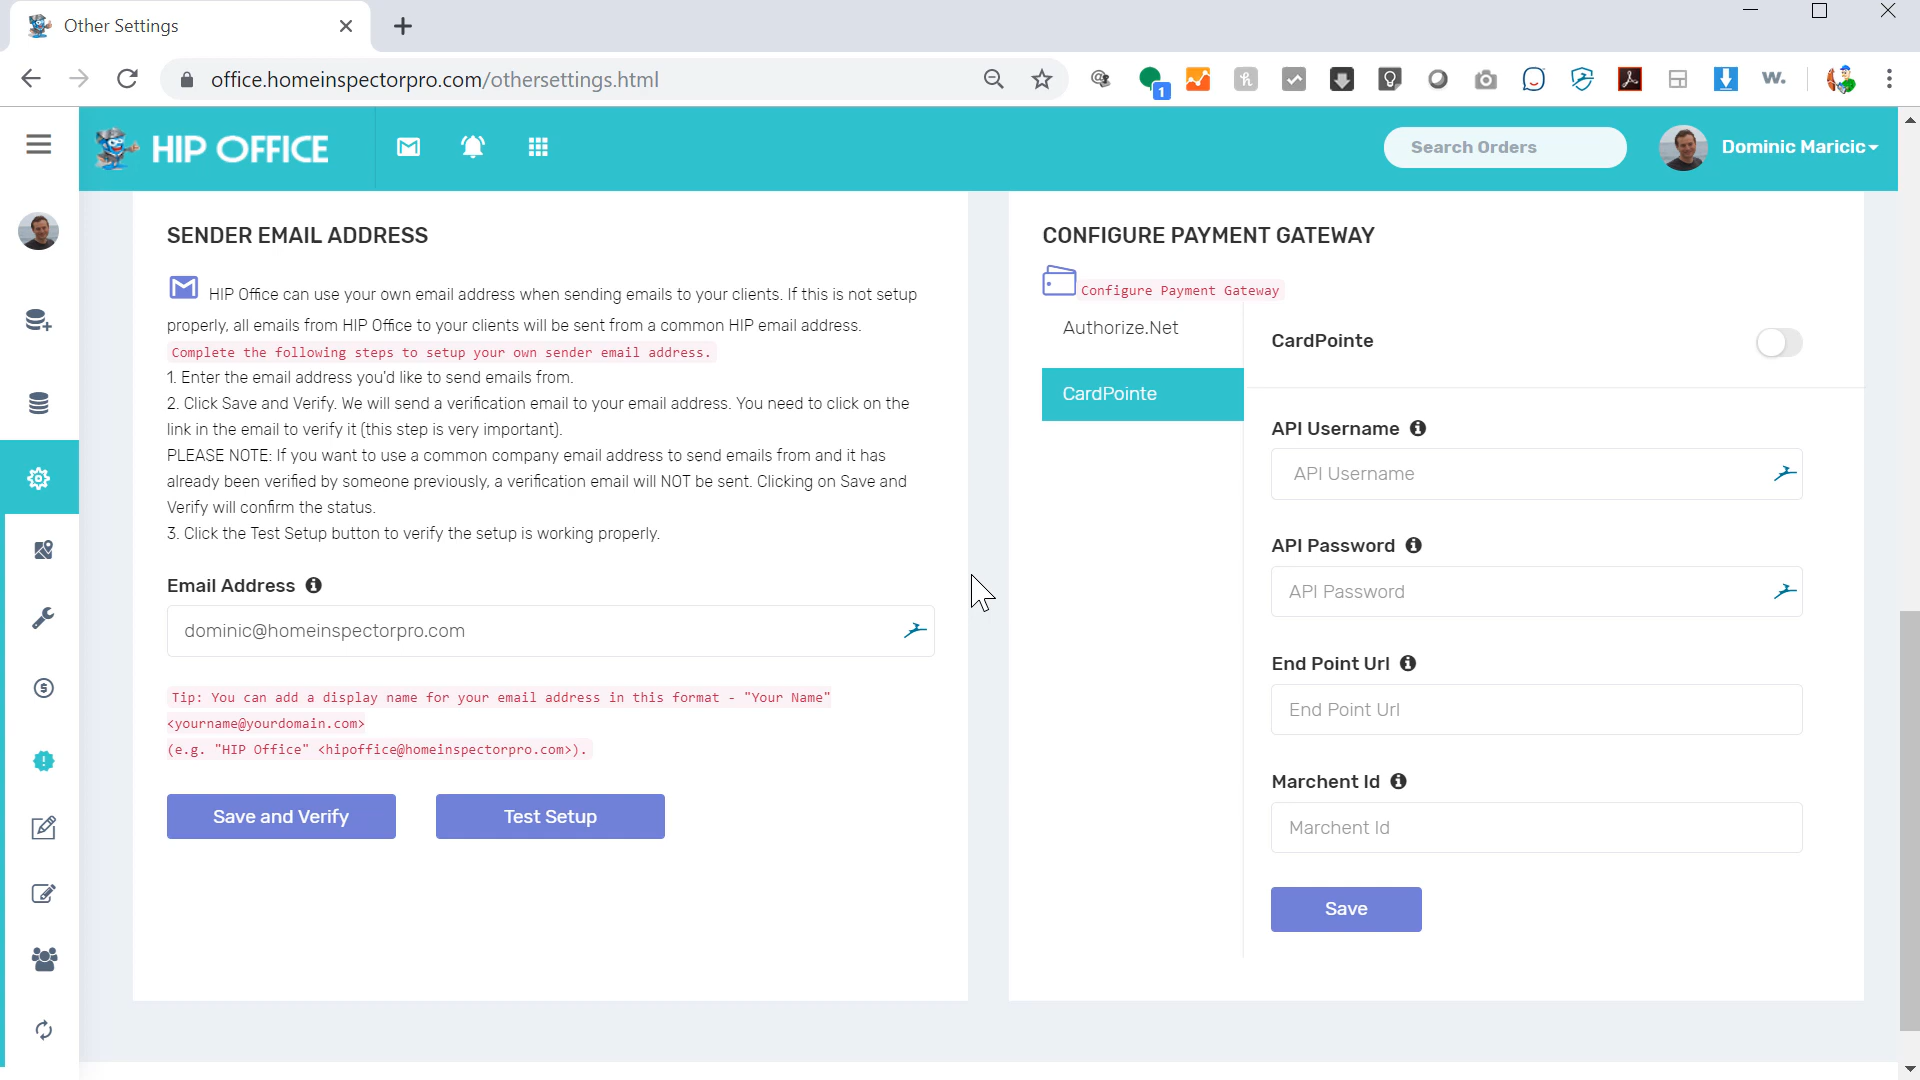 Other Settings
office.homeinspectorpro.com/othersettings.html
1
w.
HIP OFFICE
Search Orders
Dominic Maricic
SENDER EMAIL ADDRESS
HIP Office can use your own email address when sending emails to your clients. If this is not setup
properly, all emails from HIP Office to your clients will be sent from a common HIP email address.
Complete the following steps to setup your own sender email address.
1. Enter the email address you'd like to send emails from.
2. Click Save and Verify. We will send a verification email to your email address. You need to click on the
link in the email to verify it (this step is very important).
PLEASE NOTE: If you want to use a common company email address to send emails from and it has
already been verified by someone previously, a verification email will NOT be sent. Clicking on Save and
Verify will confirm the status.
3. Click the Test Setup button to verify the setup is working properly.
Email Address
dominic@homeinspectorpro.com
Tip: You can add a display name for your email address in this format - "Your Name"
<yourname@yourdomain.com>
(e.g. "HIP Office" <hipoffice@homeinspectorpro.com>).
Save and Verify
Test Setup
CONFIGURE PAYMENT GATEWAY
Configure Payment Gateway
Authorize.Net
CardPointe
CardPointe
API Username
API Username
API Password
API Password
End Point Url
End Point Url
Marchent Id
Marchent Id
Save